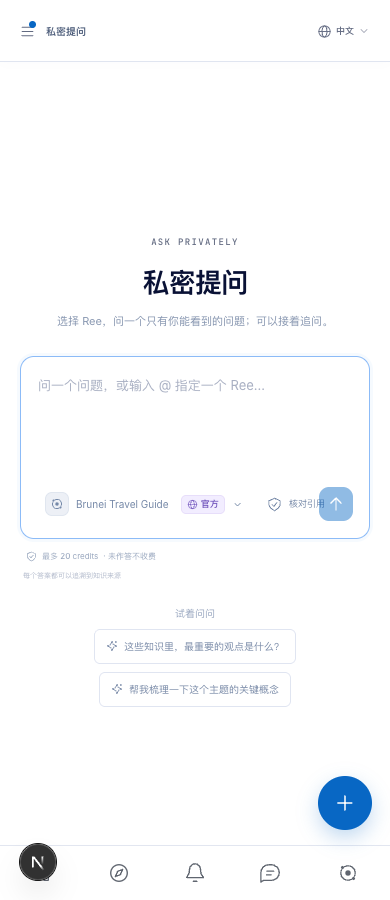 私密提问
中文
ASK PRIVATELY
私密提问
选择 Ree，问一个只有你能看到的问题；可以接着追问。
问一个问题，或输入 @ 指定一个 Ree...
Brunei Travel Guide 官方 核对引用
最多 20 credits · 未作答不收费
每个答案都可以追溯到知识来源
试着问问
这些知识里，最重要的观点是什么？
帮我梳理一下这个主题的关键概念
N